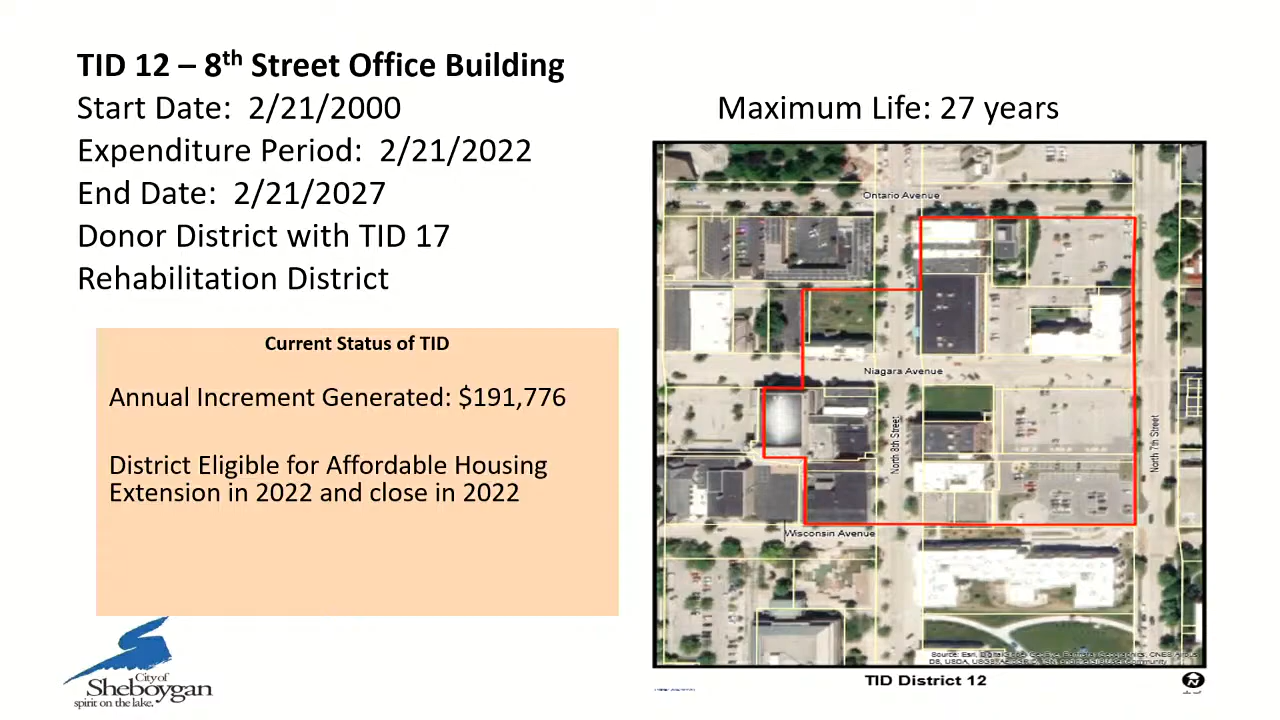 TID 12 – 8th Street Office Building
Start Date: 2/21/2000
Expenditure Period: 2/21/2022
End Date: 2/21/2027
Donor District with TID 17
Rehabilitation District
Maximum Life: 27 years
Current Status of TID
Annual Increment Generated: $191,776
District Eligible for Affordable Housing
Extension in 2022 and close in 2022
Ontario Avenue
Niagara Avenue
North 8th Street
North 7th Street
Wisconsin Avenue
Source: Esri,
TID District 12
N
City of
Sheboygan
spirit on the lake.